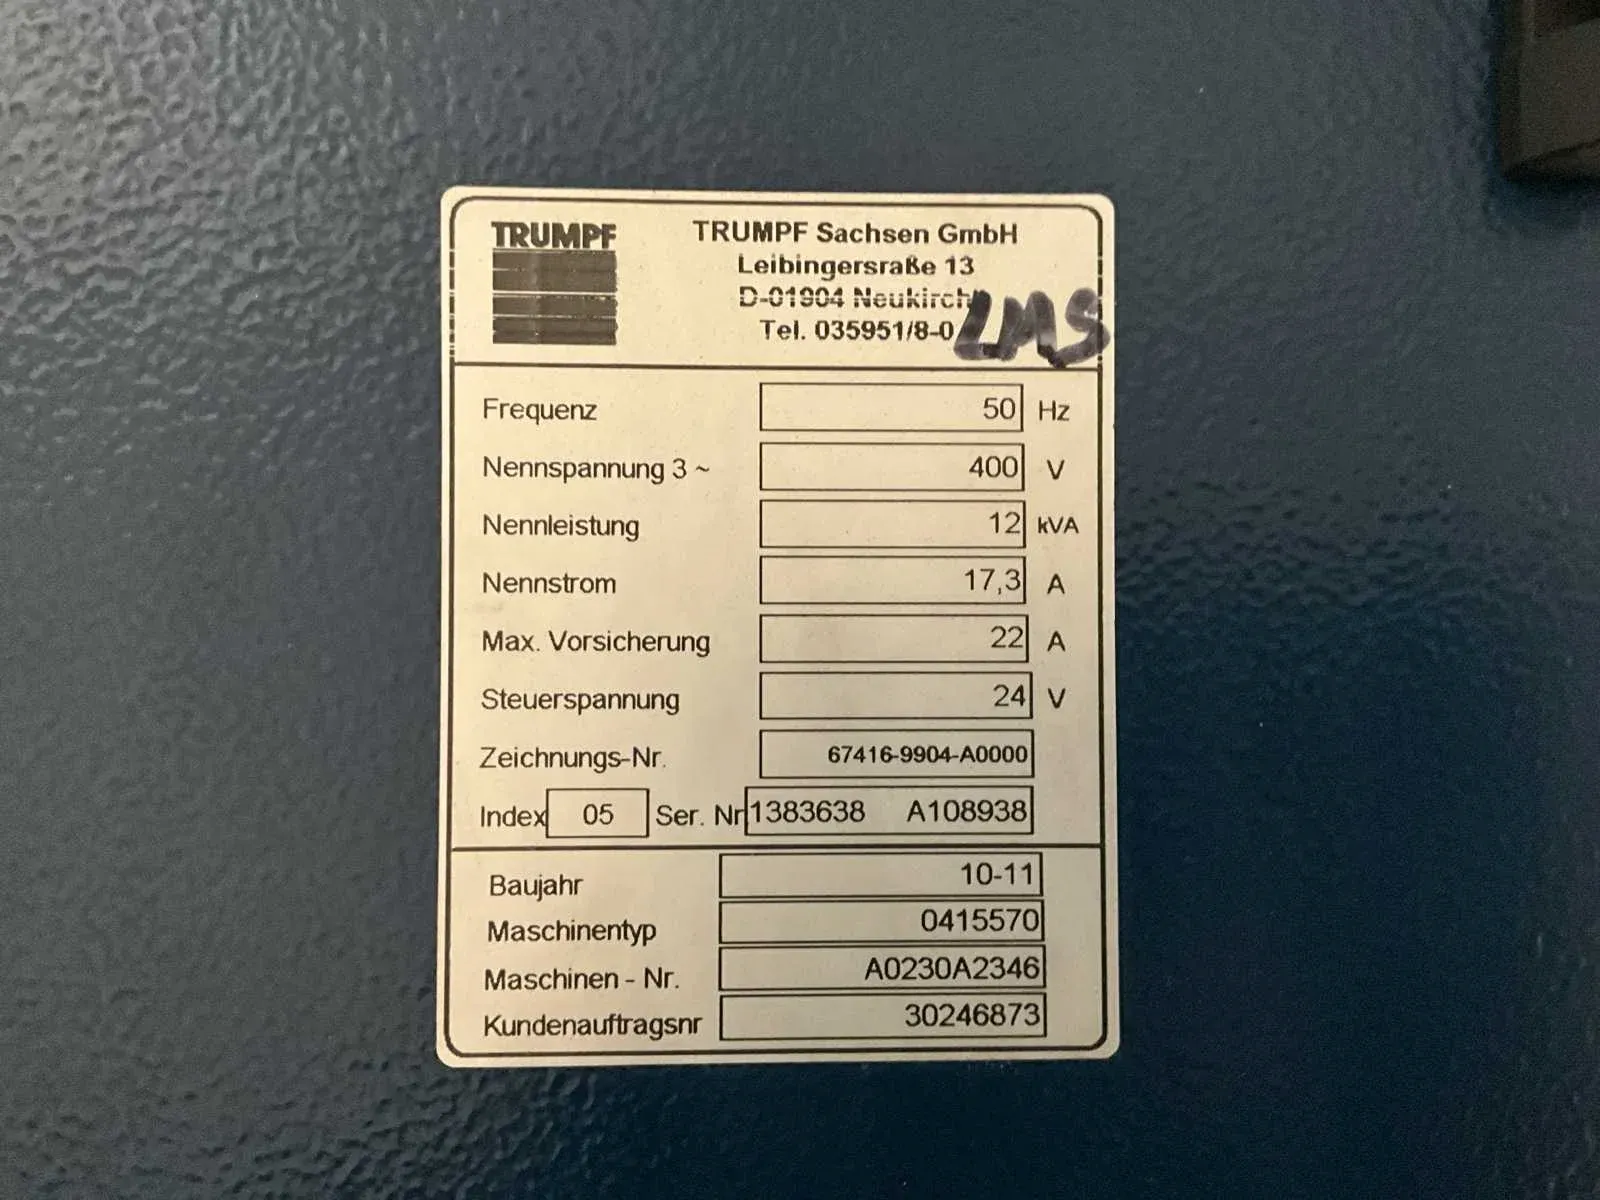 TRUMPF
TRUMPF Sachsen GmbH
Leibingersraße 13
D-01904 Neukirch
Tel. 035951/8-0
LMS
Frequenz 50 Hz
Nennspannung 3 ~ 400 V
Nennleistung 12 kVA
Nennstrom 17,3 A
Max. Vorsicherung 22 A
Steuerspannung 24 V
Zeichnungs-Nr. 67416-9904-A0000
Index 05 Ser. Nr 1383638 A108938
Baujahr 10-11
Maschinentyp 0415570
Maschinen - Nr. A0230A2346
Kundenauftragsnr 30246873